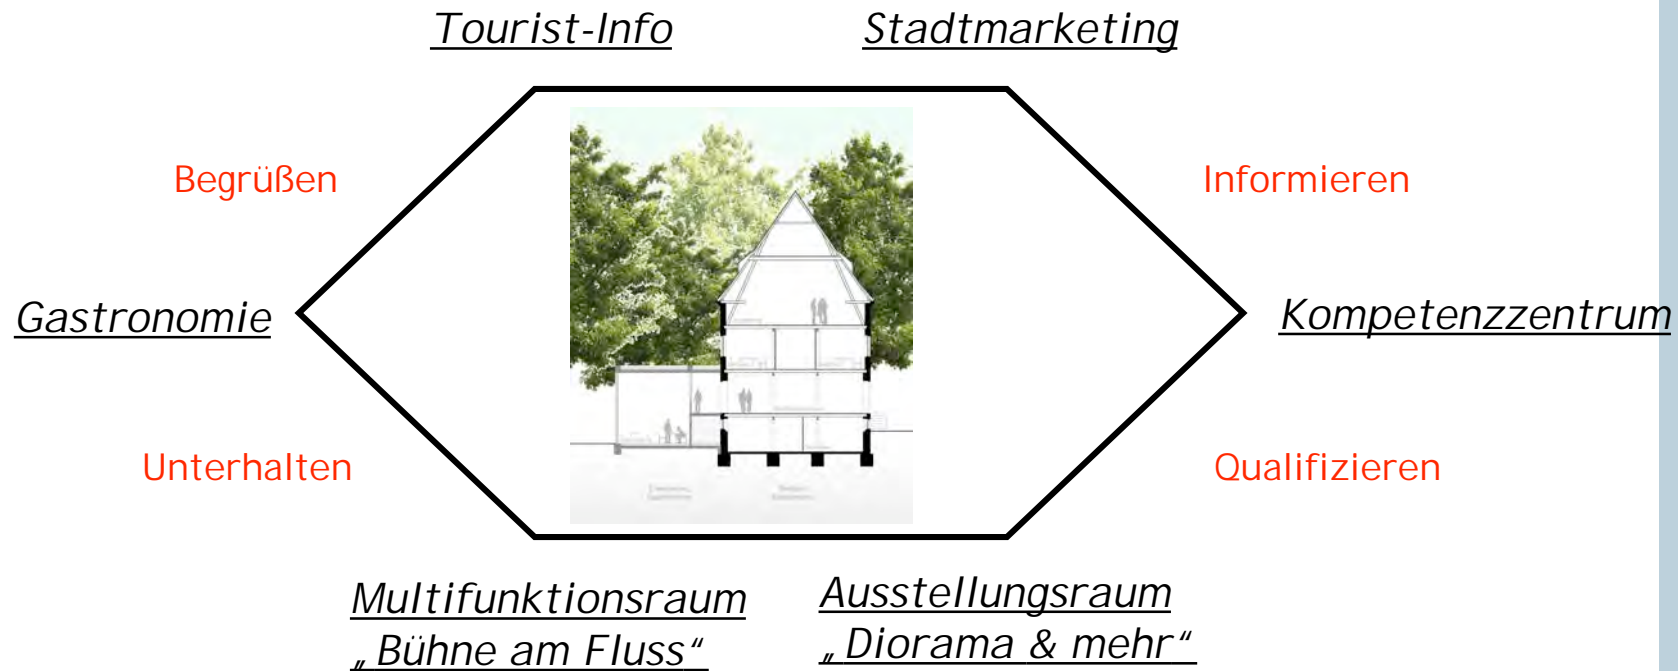 Tourist-Info
Stadtmarketing
Begrüßen
Informieren
Gastronomie
Kompetenzzentrum
Unterhalten
Qualifizieren
Multifunktionsraum
„Bühne am Fluss“
Ausstellungsraum
„Diorama & mehr“